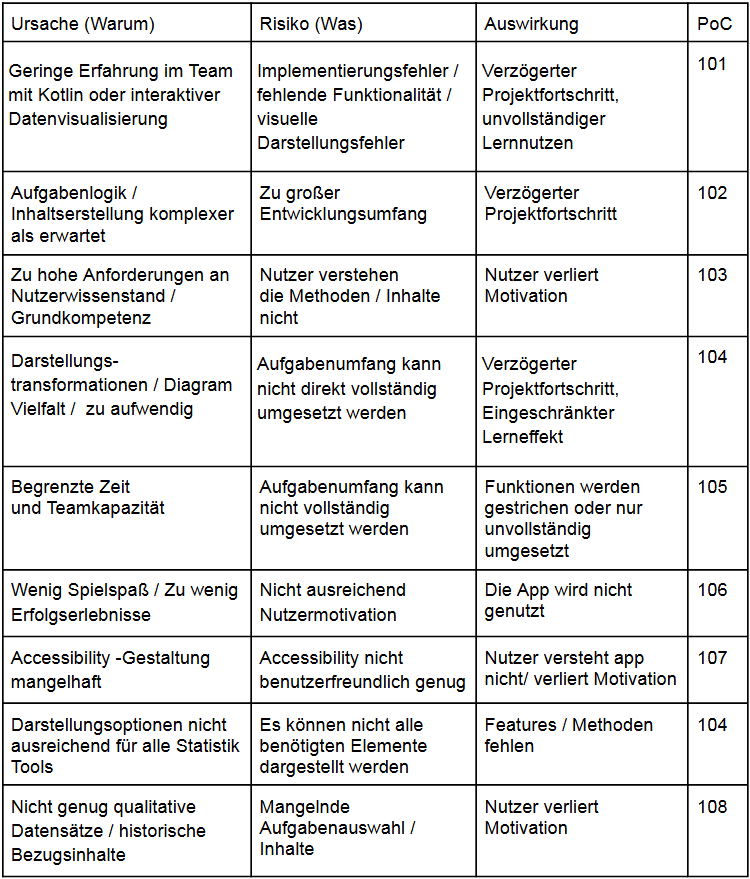 Ursache (Warum)
Risiko (Was)
Auswirkung
PoC
Geringe Erfahrung im Team
mit Kotlin oder interaktiver
Datenvisualisierung
Implementierungsfehler /
fehlende Funktionalität /
visuelle
Darstellungsfehler
Verzögerter
Projektfortschritt,
unvollständiger
Lernnutzen
101
Aufgabenlogik /
Inhaltserstellung komplexer
als erwartet
Zu großer
Entwicklungsumfang
Verzögerter
Projektfortschritt
102
Zu hohe Anforderungen an
Nutzerwissenstand /
Grundkompetenz
Nutzer verstehen
die Methoden / Inhalte
nicht
Nutzer verliert
Motivation
103
Darstellungs-
transformationen / Diagram
Vielfalt /  zu aufwendig
Aufgabenumfang kann
nicht direkt vollständig
umgesetzt werden
Verzögerter
Projektfortschritt,
Eingeschränkter
Lerneffekt
104
Begrenzte Zeit
und Teamkapazität
Aufgabenumfang kann
nicht vollständig
umgesetzt werden
Funktionen werden
gestrichen oder nur
unvollständig
umgesetzt
105
Wenig Spielspaß / Zu wenig
Erfolgserlebnisse
Nicht ausreichend
Nutzermotivation
Die App wird nicht
genutzt
106
Accessibility -Gestaltung
mangelhaft
Accessibility nicht
benutzerfreundlich genug
Nutzer versteht app
nicht/ verliert Motivation
107
Darstellungsoptionen nicht
ausreichend für alle Statistik
Tools
Es können nicht alle
benötigten Elemente
dargestellt werden
Features / Methoden
fehlen
104
Nicht genug qualitative
Datensätze / historische
Bezugsinhalte
Mangelnde
Aufgabenauswahl /
Inhalte
Nutzer verliert
Motivation
108